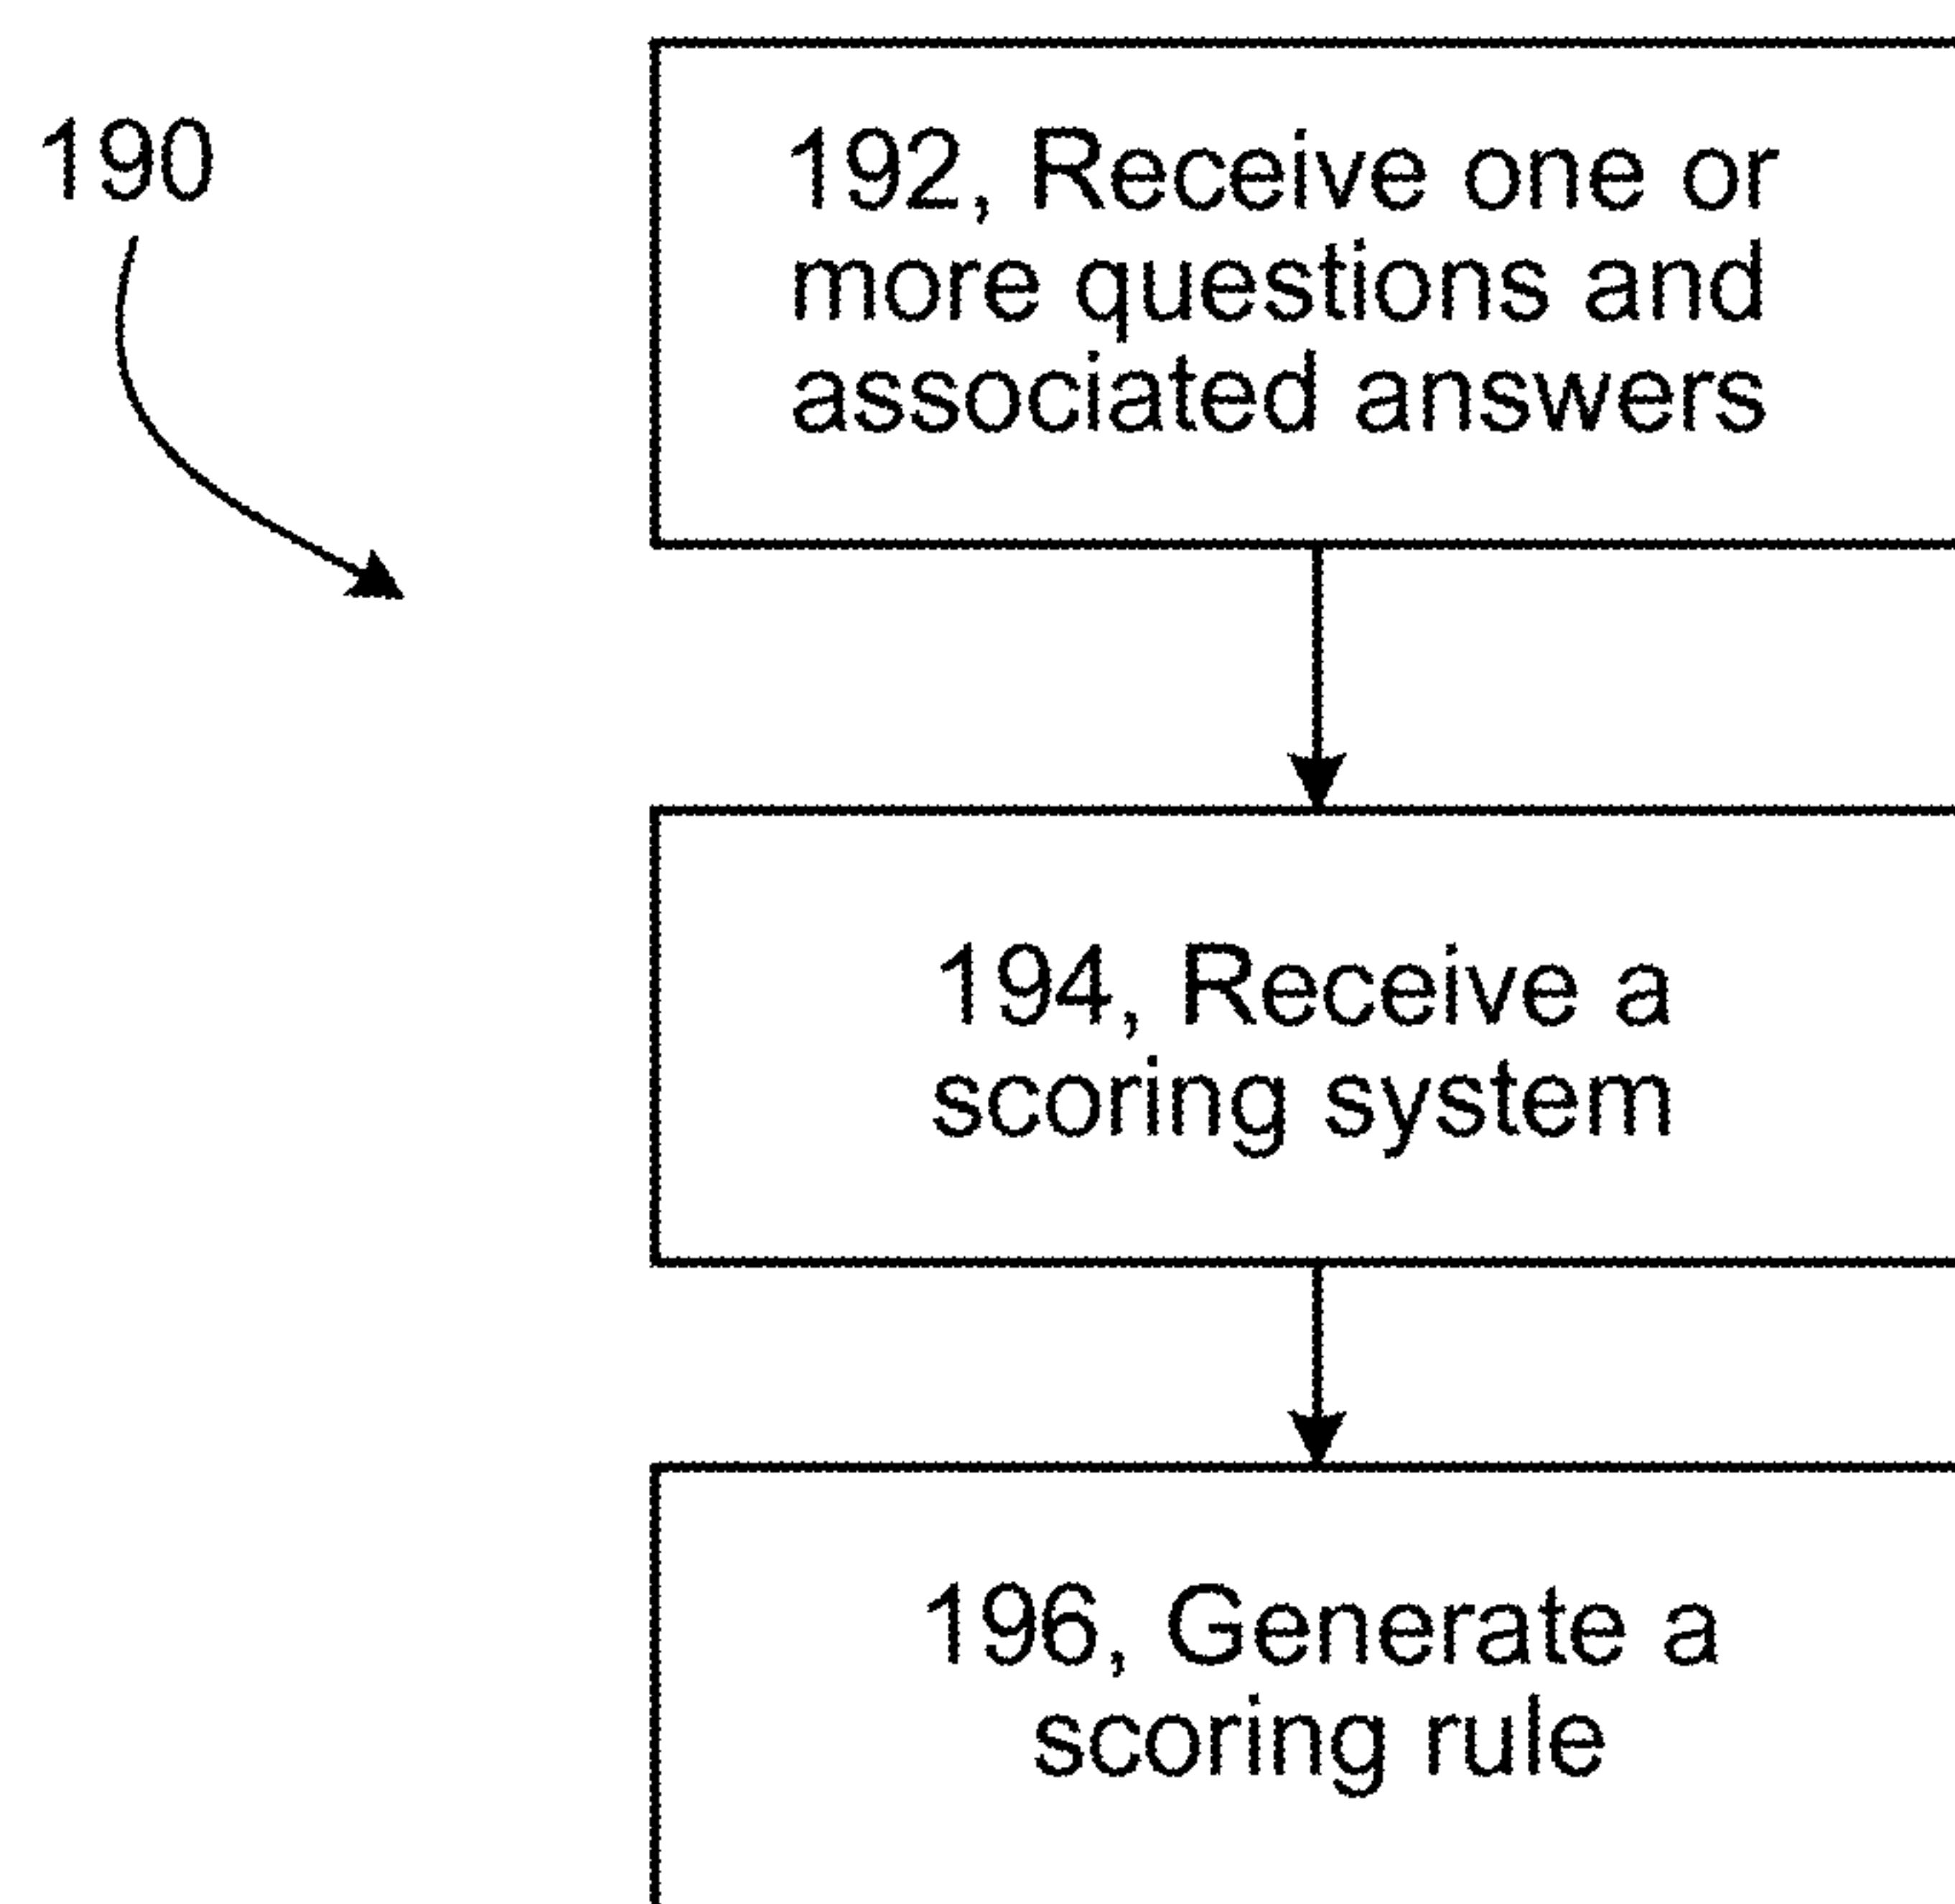 190
192, Receive one or
more questions and
associated answers
194, Receive a
scoring system
196, Generate a
scoring rule